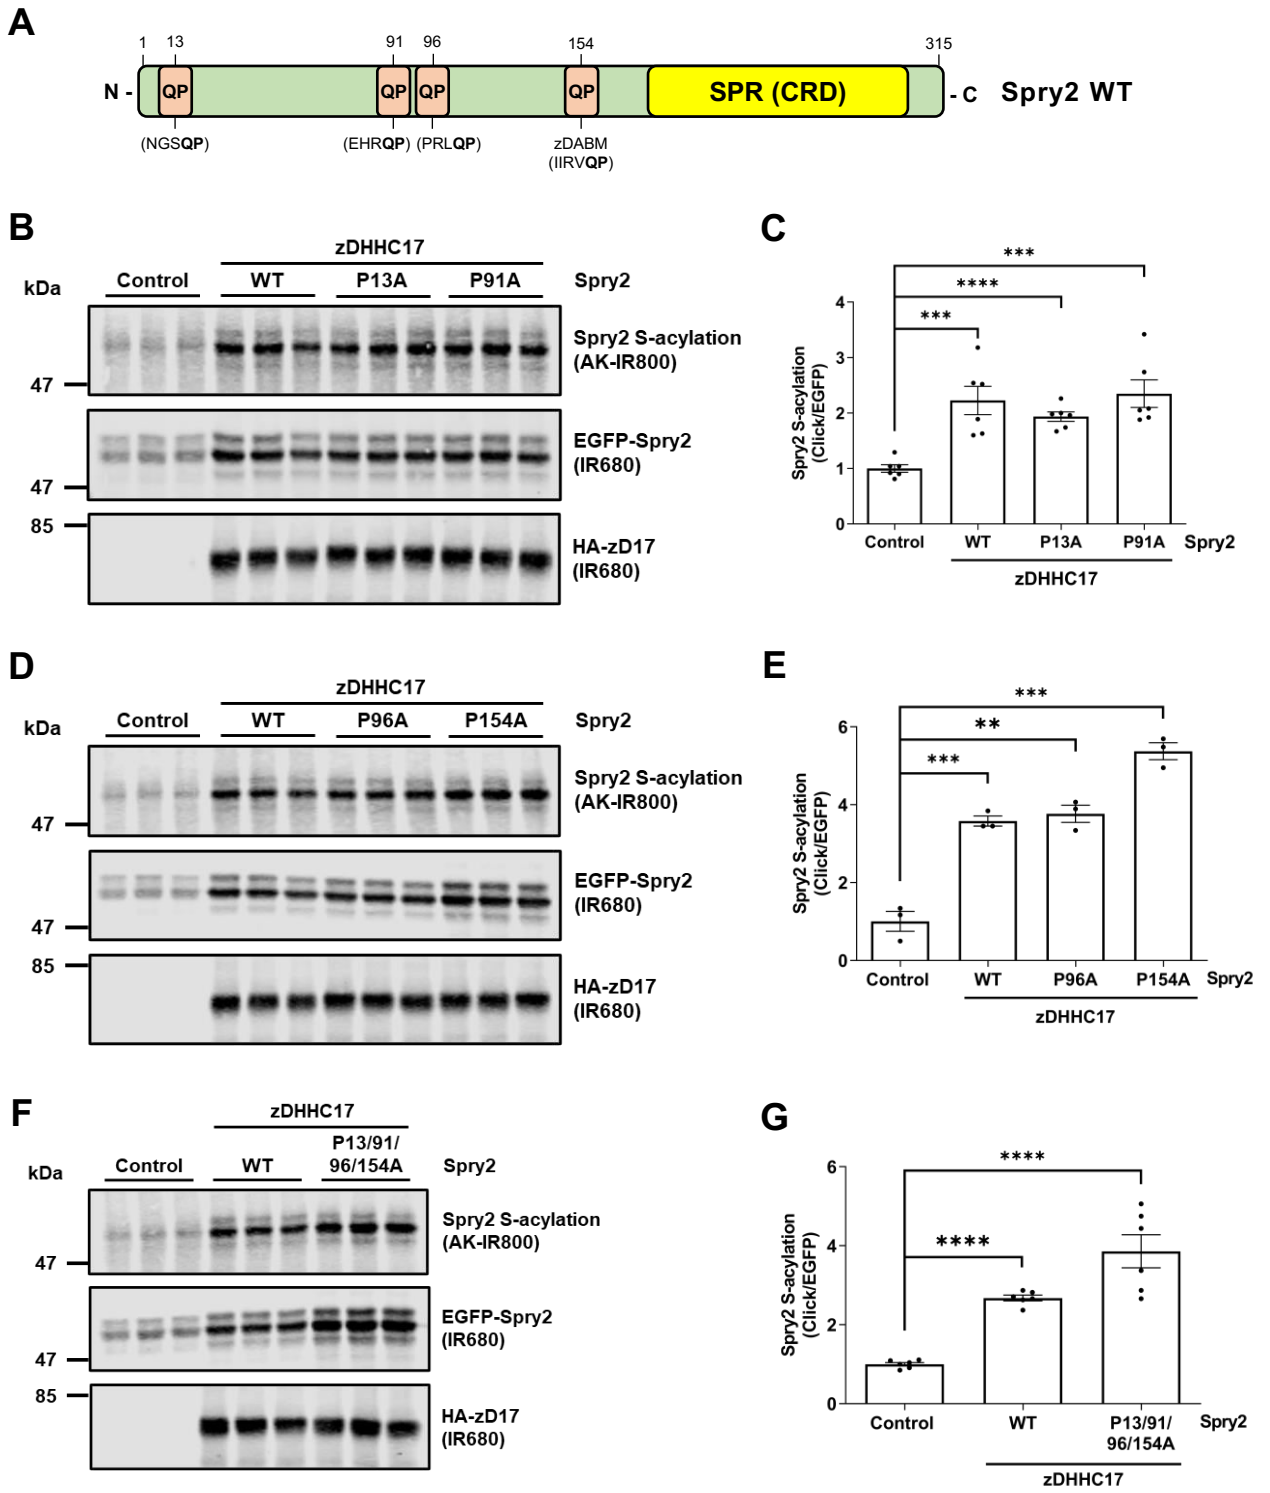 A
1 13 91 96 154 315
N - QP QP QP QP SPR (CRD) - C Spry2 WT
(NGSQP) (EHRQP) (PRLQP) zDABM
(IIRVQP)
B
zDHHC17
kDa Control WT P13A P91A Spry2
Spry2 S-acylation
(AK-IR800)
47
EGFP-Spry2
(IR680)
47
85
HA-zD17
(IR680)
C
Spry2 S-acylation
(Click/EGFP)
***
****
***
4
3
2
1
0
Control WT P13A P91A Spry2
zDHHC17
D
zDHHC17
kDa Control WT P96A P154A Spry2
Spry2 S-acylation
(AK-IR800)
47
EGFP-Spry2
(IR680)
47
85
HA-zD17
(IR680)
E
Spry2 S-acylation
(Click/EGFP)
***
**
***
6
4
2
0
Control WT P96A P154A Spry2
zDHHC17
F
zDHHC17
P13/91/
kDa Control WT 96/154A Spry2
Spry2 S-acylation
(AK-IR800)
47
EGFP-Spry2
(IR680)
47
85
HA-zD17
(IR680)
G
Spry2 S-acylation
(Click/EGFP)
****
****
6
4
2
0
Control WT P13/91/ Spry2
96/154A
zDHHC17